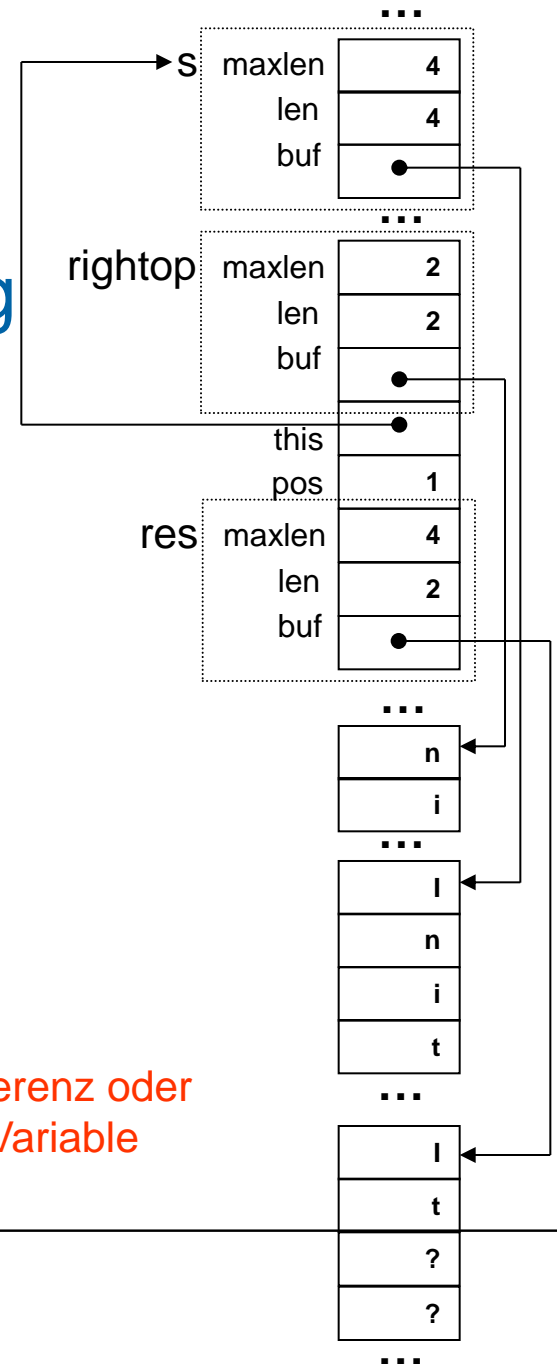 ...
s maxlen 4
len 4
buf
...
g
rightop maxlen 2
len 2
buf
this
pos 1
res maxlen 4
len 2
buf
...
n
i
...
I
n
i
t
...
erenz oder
Variable
I
t
?
?
...